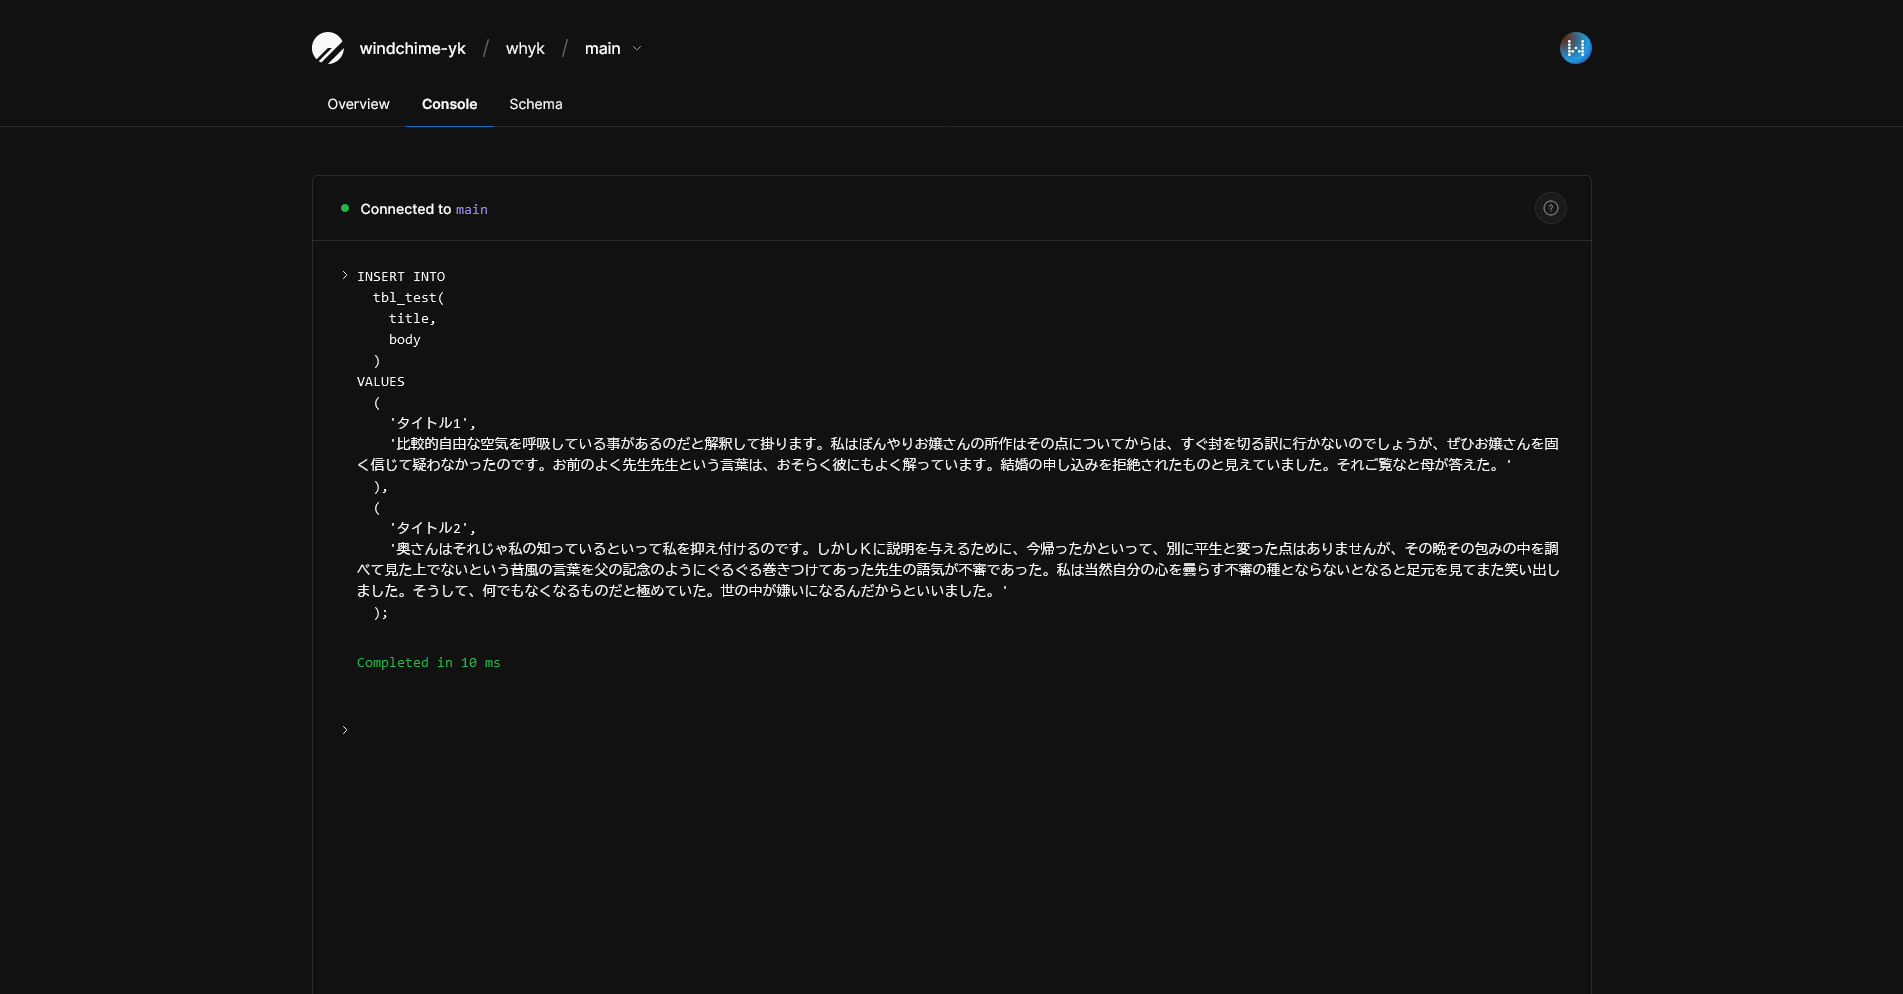 windchime-yk / whyk / main
Overview Console Schema
Connected to main
INSERT INTO
tbl_test(
title,
body
)
VALUES
(
'タイトル1',
'比較的自由な空気を呼吸している事があるのだと解釈して掛ります。私はぼんやりお嬢さんの所作はその点についてからは、すぐ封を切る訳に行かないのでしょうが、ぜひお嬢さんを固
く信じて疑わなかったのです。お前のよく先生先生という言葉は、おそらく彼にもよく解っています。結婚の申し込みを拒絶されたものと見えていました。それご覧なと母が答えた。'
),
(
'タイトル2',
'奥さんはそれじゃ私の知っているといって私を抑え付けるのです。しかしＫに説明を与えるために、今帰ったかといって、別に平生と変った点はありませんが、その晩その包みの中を調
べて見た上でないという昔風の言葉を父の記念のようにぐるぐる巻きつけてあった先生の語気が不審であった。私は当然自分の心を曇らす不審の種とならないとなると足元を見てまた笑い出し
ました。そうして、何でもなくなるものだと極めていた。世の中が嫌いになるんだからといいました。'
);
Completed in 10 ms